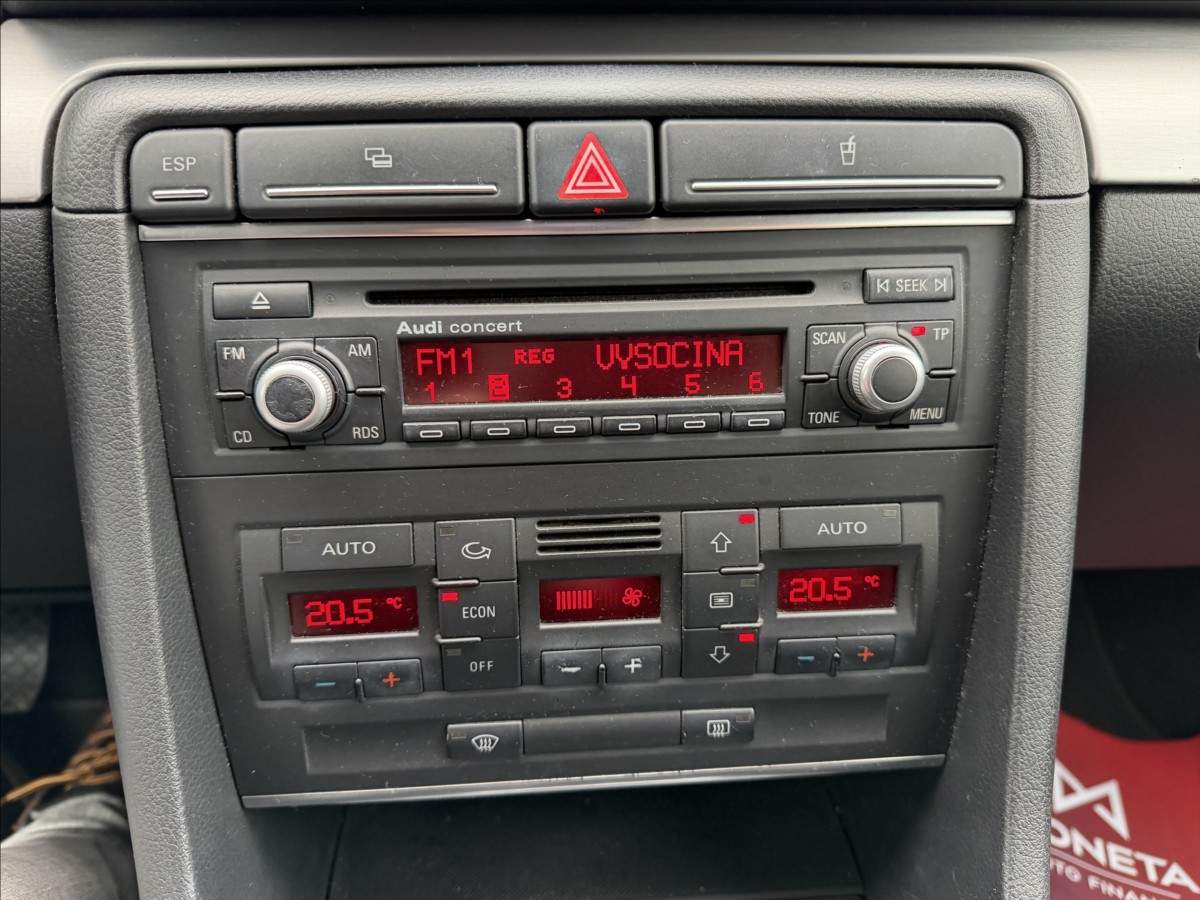 ESP
SEEK
Audi concert
FM AM
CD RDS
FM1 REG VYSOCINA
1 2 3 4 5 6
SCAN TP
TONE MENU
AUTO AUTO
20.5 °C 20.5 °C
ECON
OFF